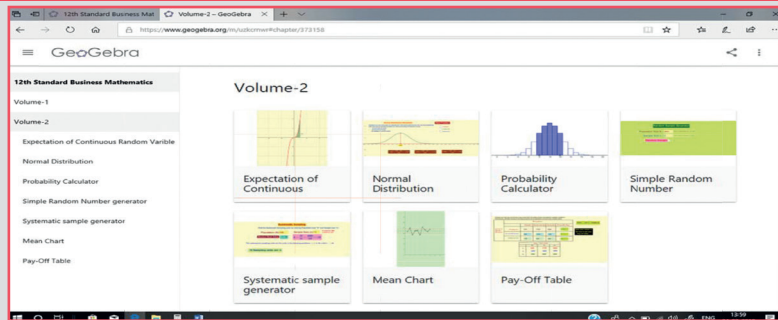 12th Standard Business Mat
Volume-2 – GeoGebra
https://www.geogebra.org/m/uzkcrnwr#chapter/373158
GeoGebra
12th Standard Business Mathematics
Volume-1
Volume-2
Expectation of Continuous Random Varible
Normal Distribution
Probability Calculator
Simple Random Number generator
Systematic sample generator
Mean Chart
Pay-Off Table
Volume-2
Expectation of Continuous
Normal Distribution
Probability Calculator
Simple Random Number
Systematic sample generator
Mean Chart
Pay-Off Table
ENG
13:59